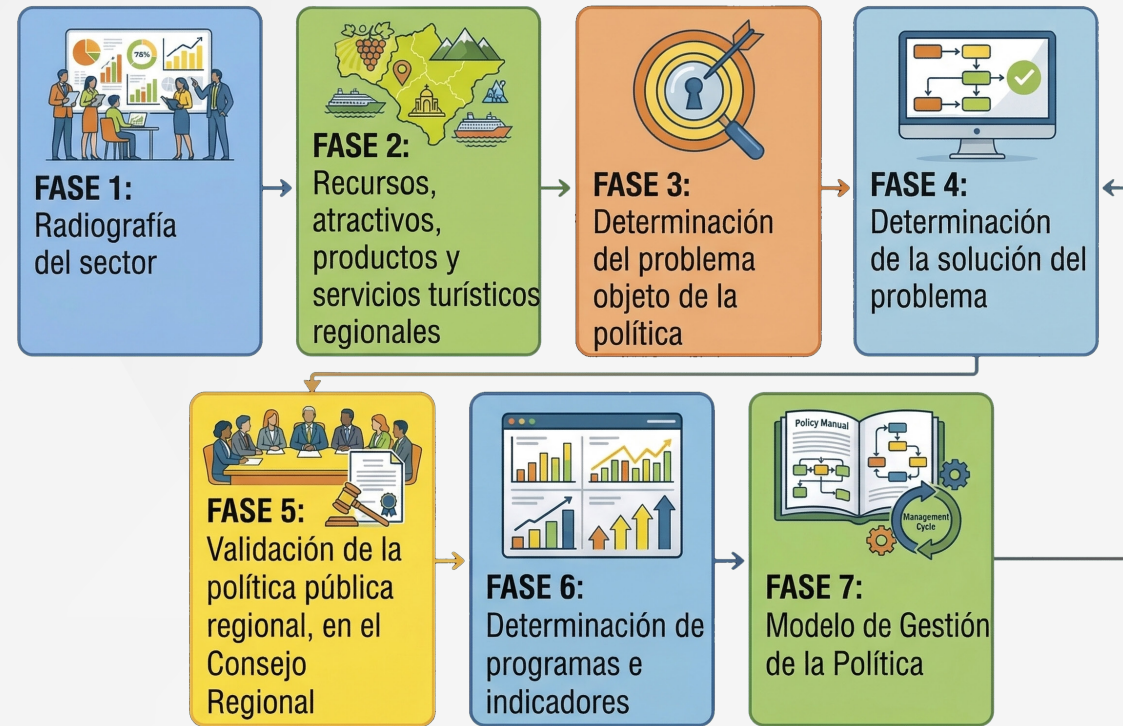 78%
FASE 1:
Radiografía
del sector
FASE 2:
Recursos,
atractivos,
productos y
servicios turísticos
regionales
FASE 3:
Determinación
del problema
objeto de la
política
FASE 4:
Determinación
de la solución del
problema
FASE 5:
Validación de la
política pública
regional, en el
Consejo
Regional
FASE 6:
Determinación de
programas e
indicadores
Policy Manual
Management
Cycle
FASE 7:
Modelo de Gestión
de la Política